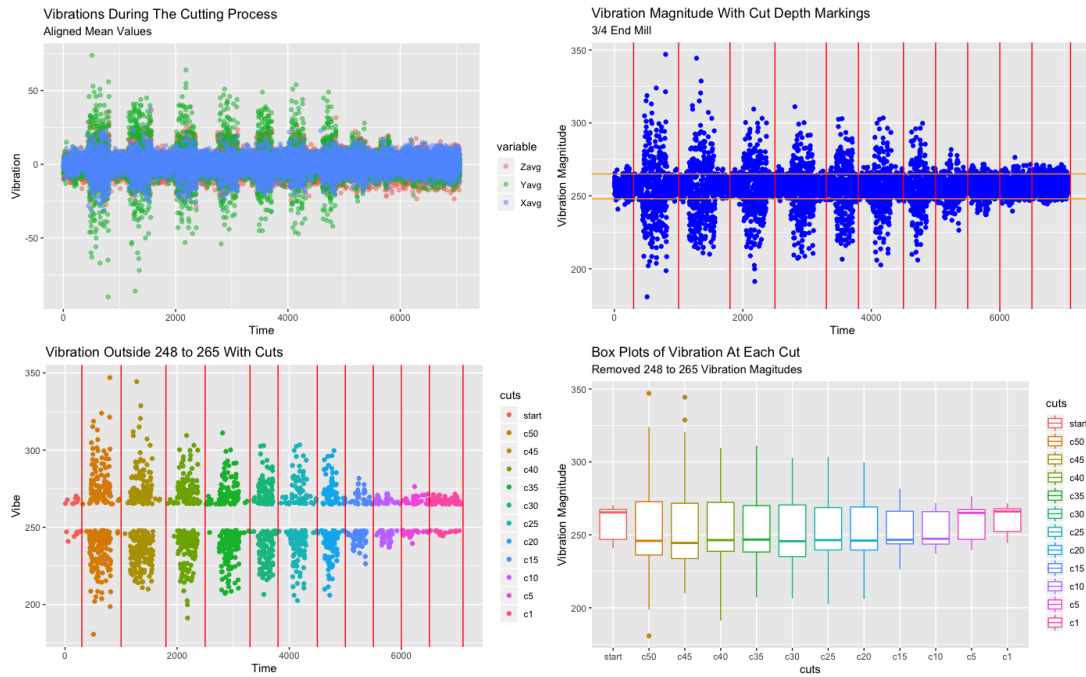 Vibrations During The Cutting Process
Aligned Mean Values
50
0
-50
Vibration
0
2000
4000
6000
Time
variable
Zavg
Yavg
Xavg
Vibration Magnitude With Cut Depth Markings
3/4 End Mill
350
300
250
200
Vibration Magnitude
0
2000
4000
6000
Time
Vibration Outside 248 to 265 With Cuts
350
300
250
200
Vibe
0
2000
4000
6000
Time
cuts
start
c50
c45
c40
c35
c30
c25
c20
c15
c10
c5
c1
Box Plots of Vibration At Each Cut
Removed 248 to 265 Vibration Magitudes
350
300
250
200
Vibration Magnitude
start c50 c45 c40 c35 c30 c25 c20 c15 c10 c5 c1
cuts
cuts
start
c50
c45
c40
c35
c30
c25
c20
c15
c10
c5
c1